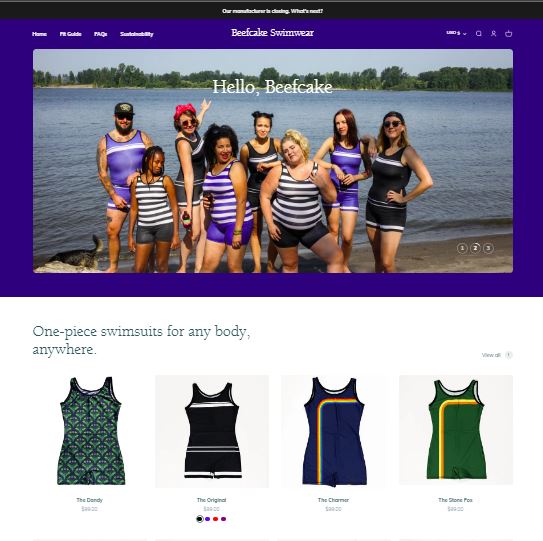 Our manufacturer is closing. What's next?
Home Fit Guide FAQs Sustainability
Beefcake Swimwear
USD $
Hello, Beefcake
1 2 3
One-piece swimsuits for any body,
anywhere.
View all
The Dandy
$99.00
The Original
$99.00
The Charmer
$99.00
The Stone Fox
$99.00